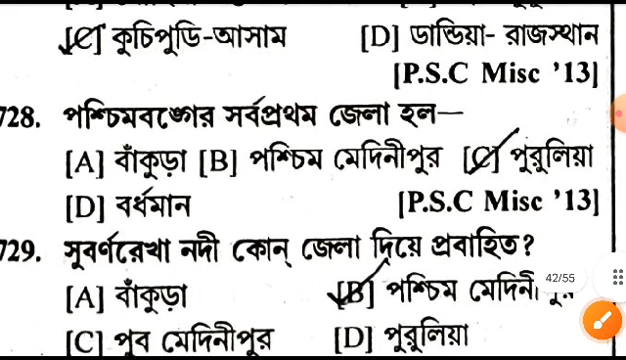 [C] কুচিপুড়ি-আসাম [D] ডান্ডিয়া- রাজস্থান
[P.S.C Misc '13]
728. পশ্চিমবঙ্গের সর্বপ্রথম জেলা হল—
[A] বাঁকুড়া [B] পশ্চিম মেদিনীপুর [C] পুরুলিয়া
[D] বর্ধমান [P.S.C Misc '13]
729. সুবর্ণরেখা নদী কোন্ জেলা দিয়ে প্রবাহিত?
[A] বাঁকুড়া [B] পশ্চিম
42/55
[C] পুব মেদিনীপুর [D] পুরুলিয়া